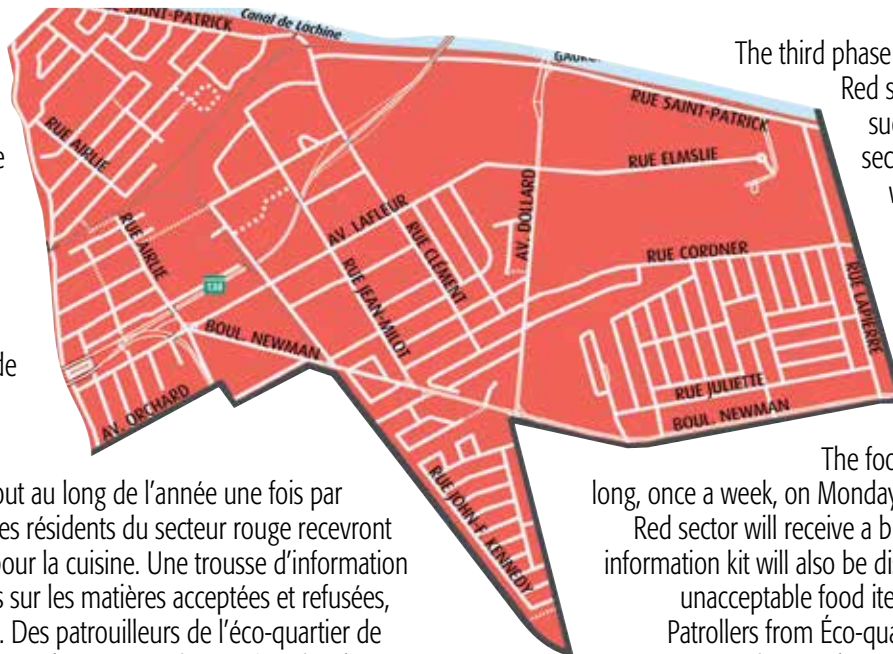 SAINT-PATRICK
Canal de Lachine
RUE SAINT-PATRICK
RUE AIRLIE
RUE ELMSLIE
AV. DOLLARD
AV. LAFLEUR
RUE CLÉMENT
RUE AIRLIE
RUE CORDNER
RUE JEAN-MILOT
RUE LAPIERRE
138
BOUL. NEWMAN
RUE JULIETTE
AV. ORCHARD
BOUL. NEWMAN
RUE JOHN-F. KENNEDY
out au long de l’année une fois par
es résidents du secteur rouge recevront
pour la cuisine. Une trousse d’information
s sur les matières acceptées et refusées,
. Des patrouilleurs de l’éco-quartier de
The third phase
Red s
su
sec
The foo
long, once a week, on Monday
Red sector will receive a b
information kit will also be di
unacceptable food ite
Patrollers from Éco-qua